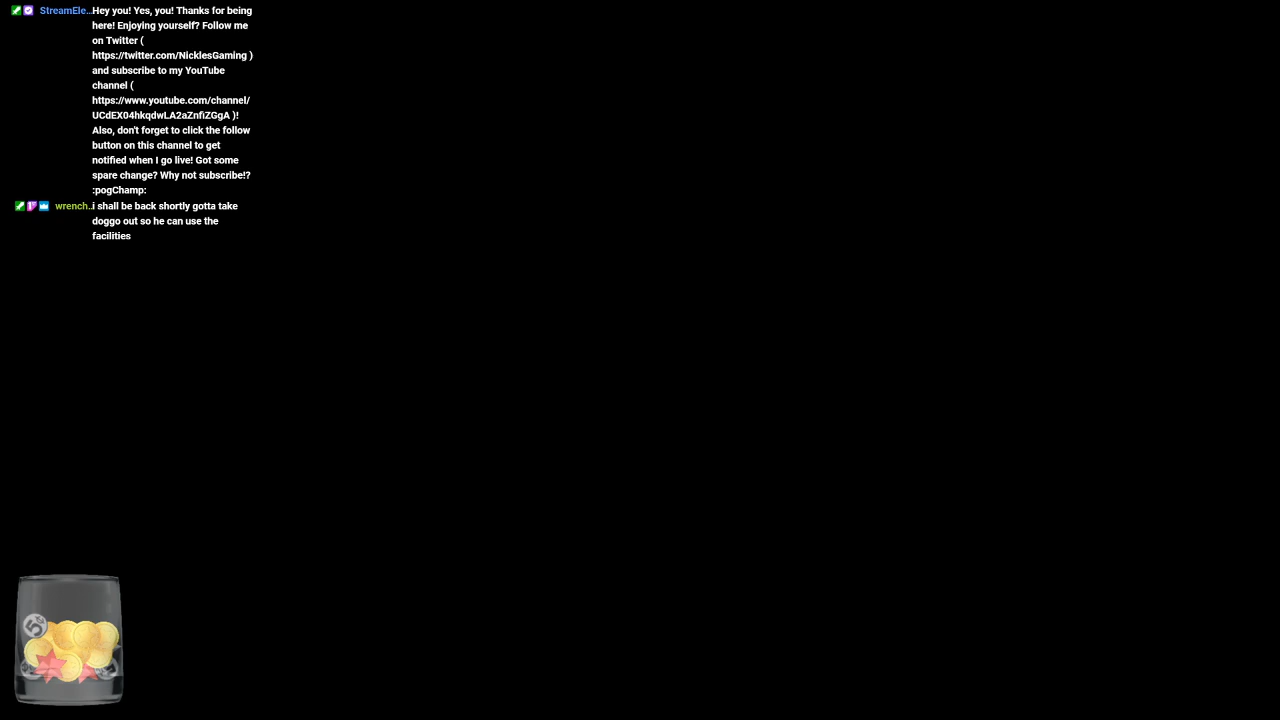 StreamEle... Hey you! Yes, you! Thanks for being
here! Enjoying yourself? Follow me
on Twitter (
https://twitter.com/NicklesGaming )
and subscribe to my YouTube
channel (
https://www.youtube.com/channel/
UCdEX04hkqdwLA2aZnfiZGgA )!
Also, don't forget to click the follow
button on this channel to get
notified when I go live! Got some
spare change? Why not subscribe!?
:pogChamp:
wrench... i shall be back shortly gotta take
doggo out so he can use the
facilities
5¢